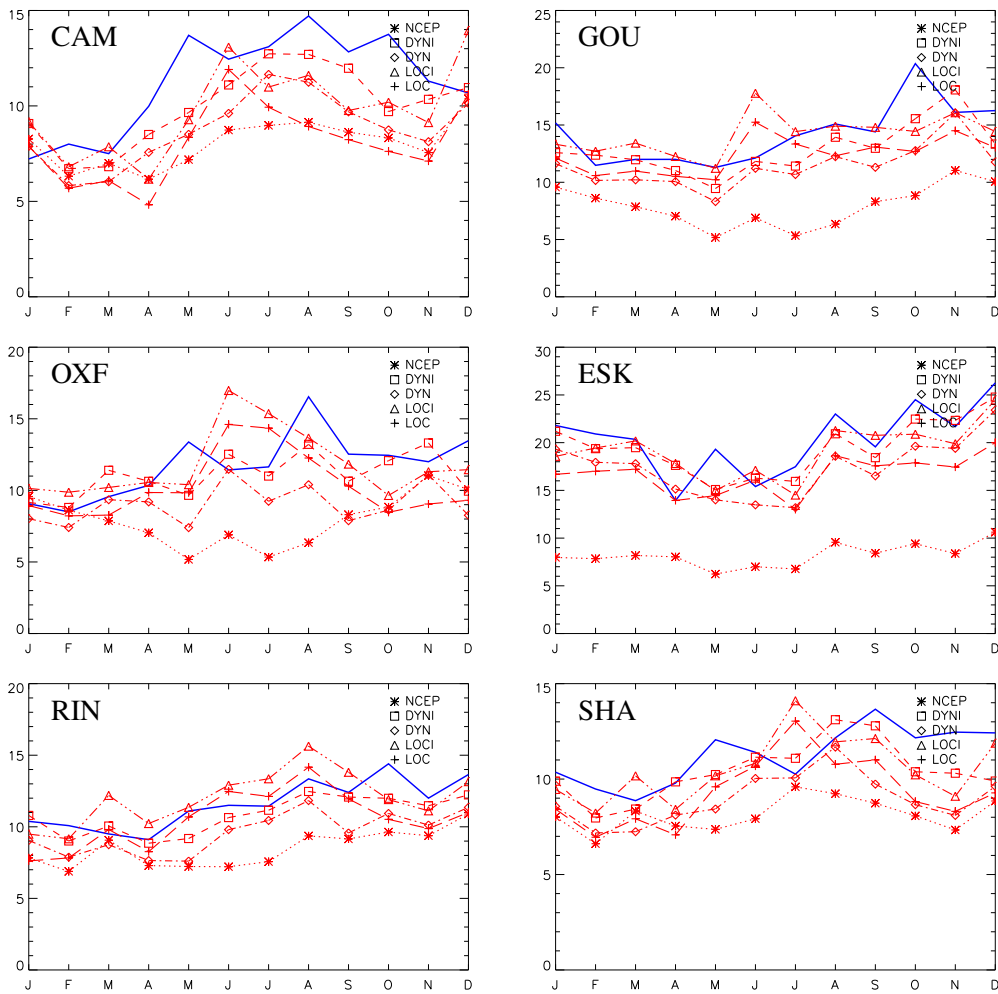 CAM
15
10
5
0
J F M A M J J A S O N D
NCEP
DYNI
DYN
LOCI
LOC
GOU
25
20
15
10
5
0
J F M A M J J A S O N D
NCEP
DYNI
DYN
LOCI
LOC
OXF
20
15
10
5
0
J F M A M J J A S O N D
NCEP
DYNI
DYN
LOCI
LOC
ESK
30
25
20
15
10
5
0
J F M A M J J A S O N D
NCEP
DYNI
DYN
LOCI
LOC
RIN
20
15
10
5
0
J F M A M J J A S O N D
NCEP
DYNI
DYN
LOCI
LOC
SHA
15
10
5
0
J F M A M J J A S O N D
NCEP
DYNI
DYN
LOCI
LOC